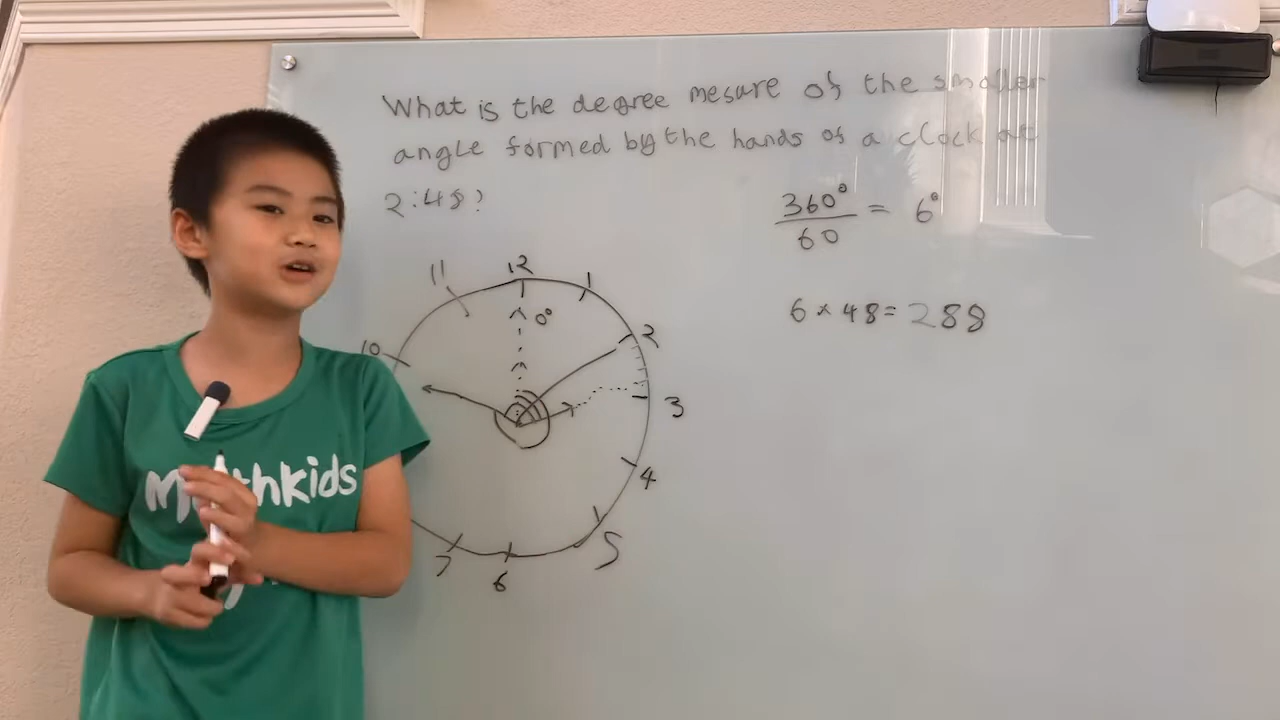 What is the degree mesure of the smaller
angle formed by the hands of a clock at
2:48?
360°/60 = 6°
6 × 48 = 288
11 12 1
0°
10 2
3
4
7 6 5
Mathkids